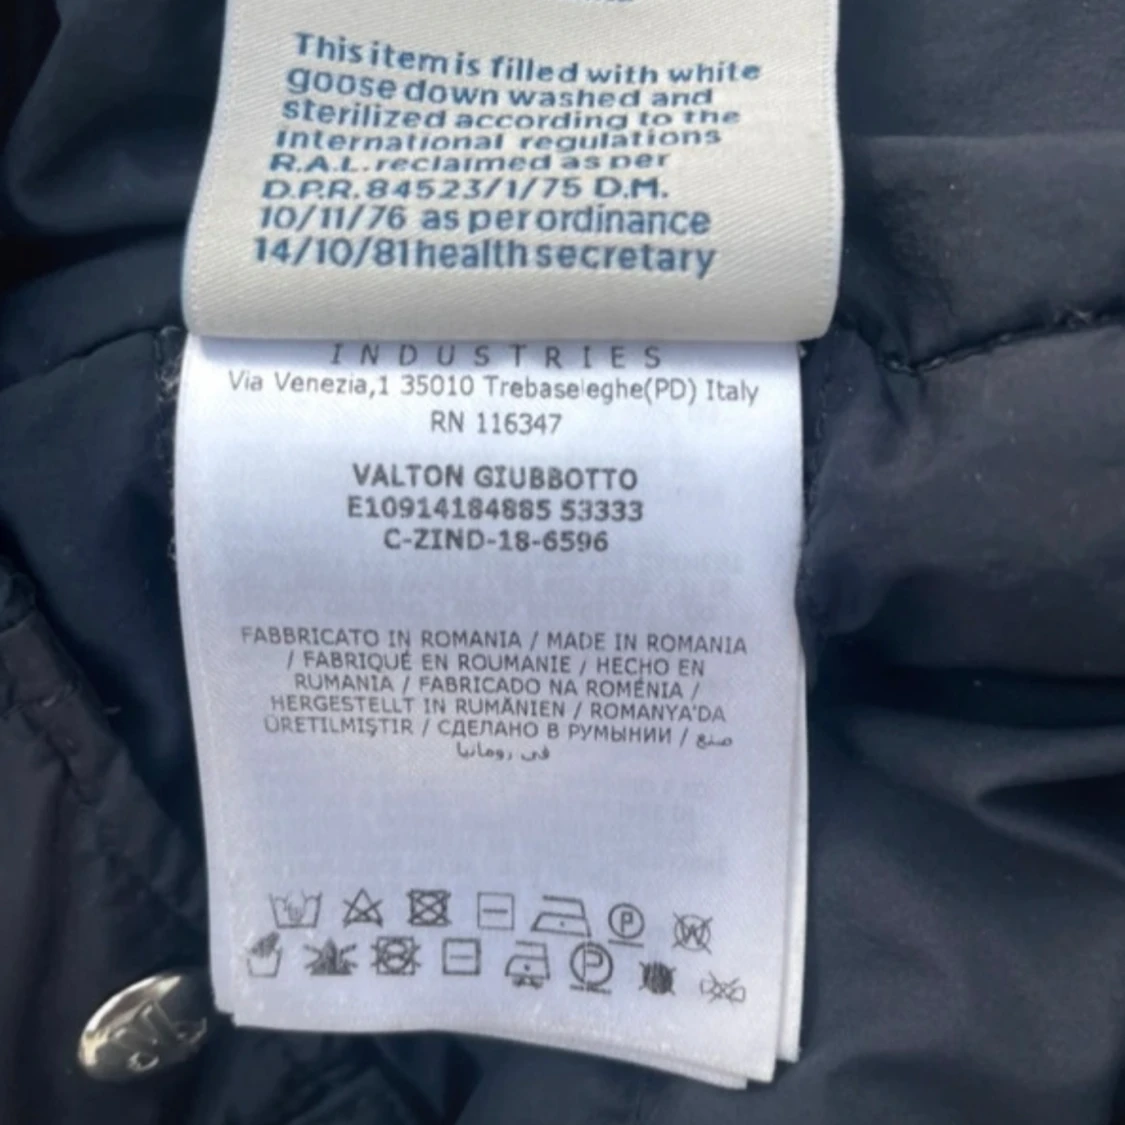 This item is filled with white
goose down washed and
sterilized according to the
International regulations
R.A.L. reclaimed as per
D.P.R. 84523/1/75 D.M.
10/11/76 as per ordinance
14/10/81 health secretary
INDUSTRIES
Via Venezia,1 35010 Trebaseleghe(PD) Italy
RN 116347
VALTON GIUBBOTTO
E10914184885 53333
C-ZIND-18-6596
FABBRICATO IN ROMANIA / MADE IN ROMANIA
/ FABRIQUÉ EN ROUMANIE / HECHO EN
RUMANIA / FABRICADO NA ROMÉNIA /
HERGESTELLT IN RUMÄNIEN / ROMANYA'DA
ÜRETILMIŞTIR / СДЕЛАНО В РУМЫНИИ / صنع
في رومانيا
P W
P